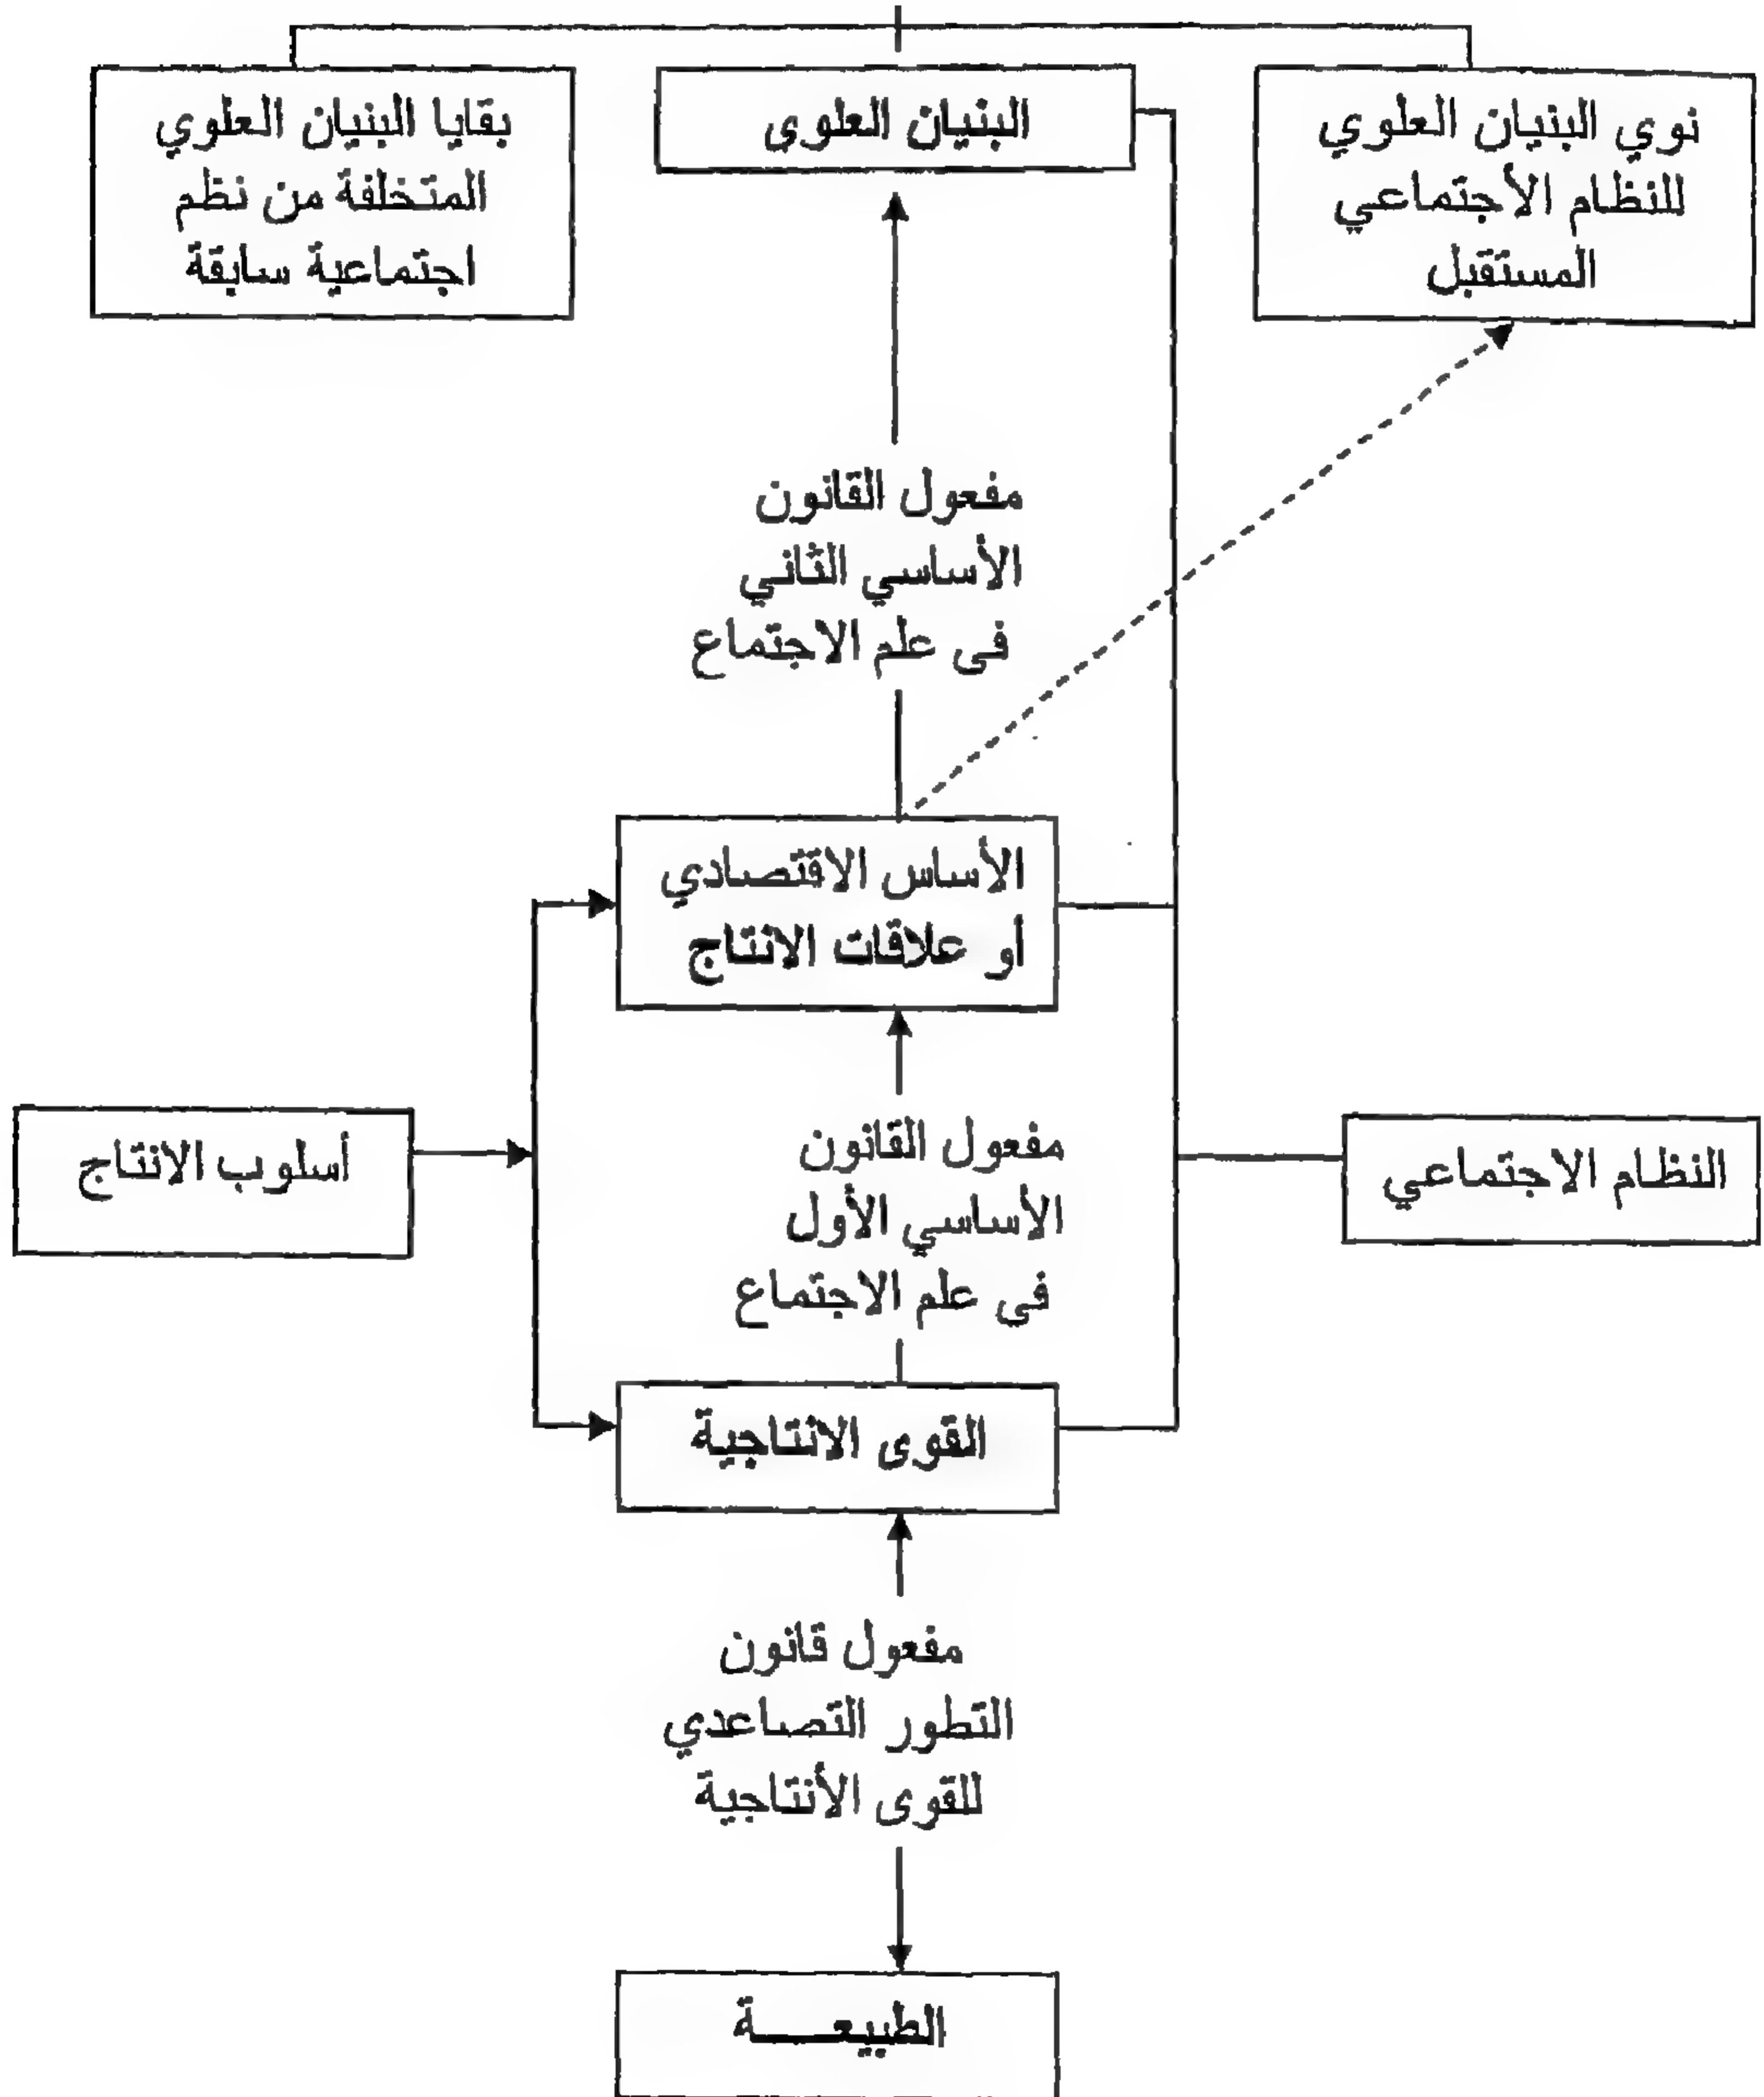 نوي البنيان العلوي
للنظام الاجتماعي
المستقبل
البنيان العلوى
بقايا البنيان العلوي
المتخلفة من نظم
اجتماعية سابقة
مفعول القانون
الأساسي الثاني
فى علم الاجتماع
الأساس الاقتصادي
أو علاقات الانتاج
النظام الاجتماعي
مفعول القانون
الأساسي الأول
فى علم الاجتماع
أسلوب الانتاج
القوى الانتاجية
مفعول قانون
التطور التصاعدي
للقوى الأنتاجية
الطبيعـــة